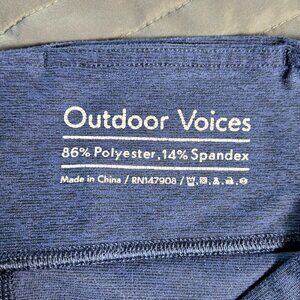 Outdoor Voices
86% Polyester.14% Spandex
Made in China / RN147908 /